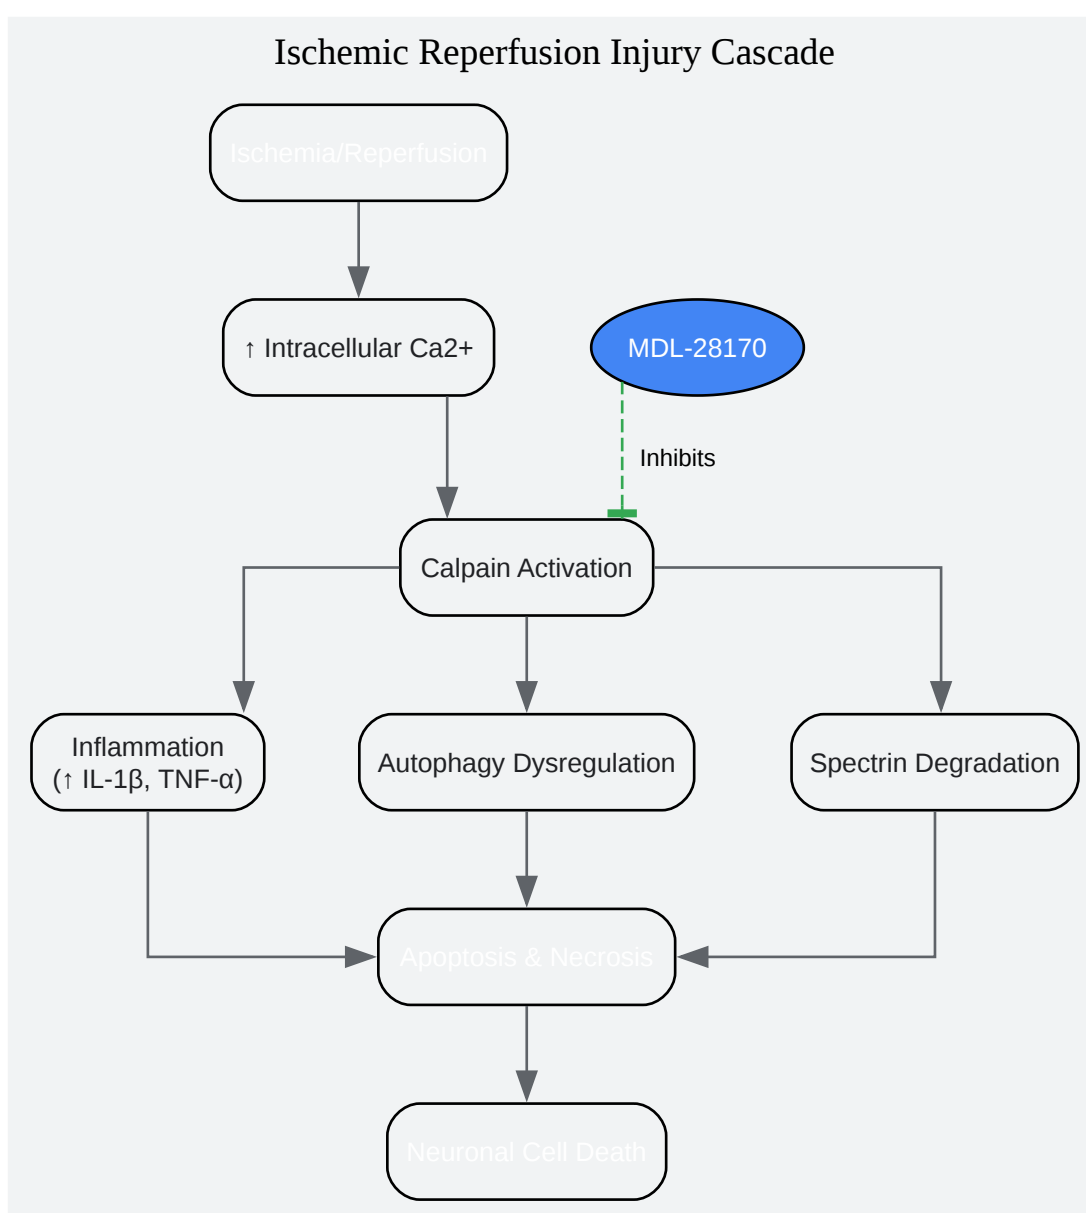 Ischemic Reperfusion Injury Cascade
Ischemia/Reperfusion
↑ Intracellular Ca2+
MDL-28170
Inhibits
Calpain Activation
Inflammation
(↑ IL-1β, TNF-α)
Autophagy Dysregulation
Spectrin Degradation
Apoptosis & Necrosis
Neuronal Cell Death